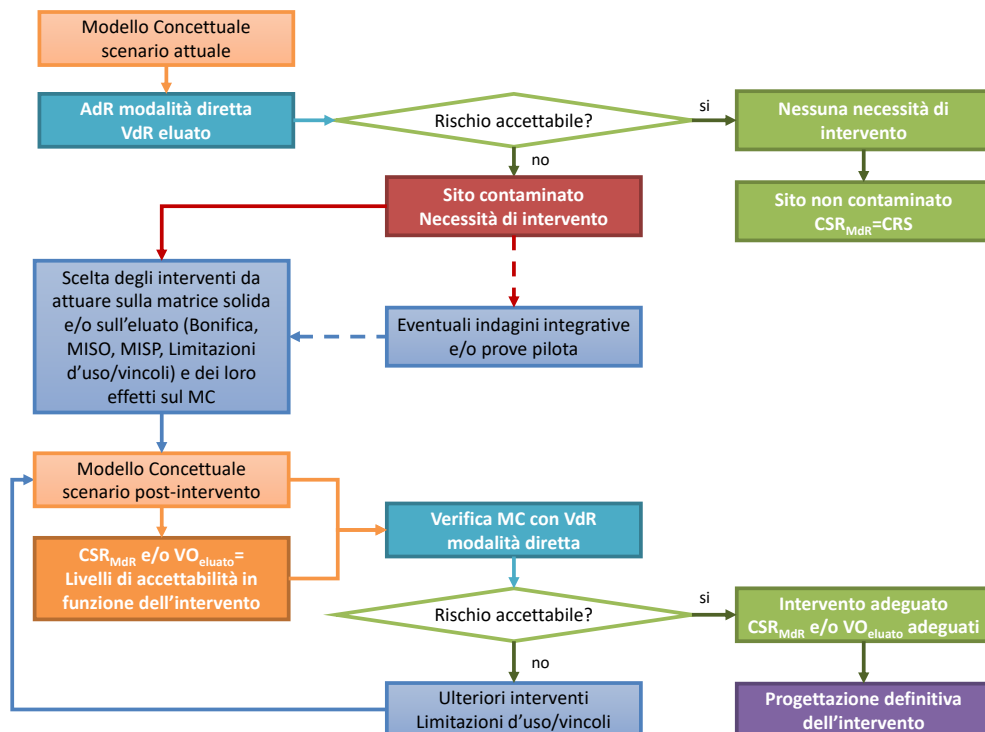 Modello Concettuale
scenario attuale
AdR modalità diretta
VdR eluato
Rischio accettabile?
si
Nessuna necessità di
intervento
no
Sito contaminato
Necessità di intervento
Sito non contaminato
CSRMdR=CRS
Scelta degli interventi da
attuare sulla matrice solida
e/o sull’eluato (Bonifica,
MISO, MISP, Limitazioni
d’uso/vincoli) e dei loro
effetti sul MC
Eventuali indagini integrative
e/o prove pilota
Modello Concettuale
scenario post-intervento
CSRMdR e/o VOeluato=
Livelli di accettabilità in
funzione dell’intervento
Verifica MC con VdR
modalità diretta
Rischio accettabile?
si
Intervento adeguato
CSRMdR e/o VOeluato adeguati
no
Ulteriori interventi
Limitazioni d’uso/vincoli
Progettazione definitiva
dell’intervento